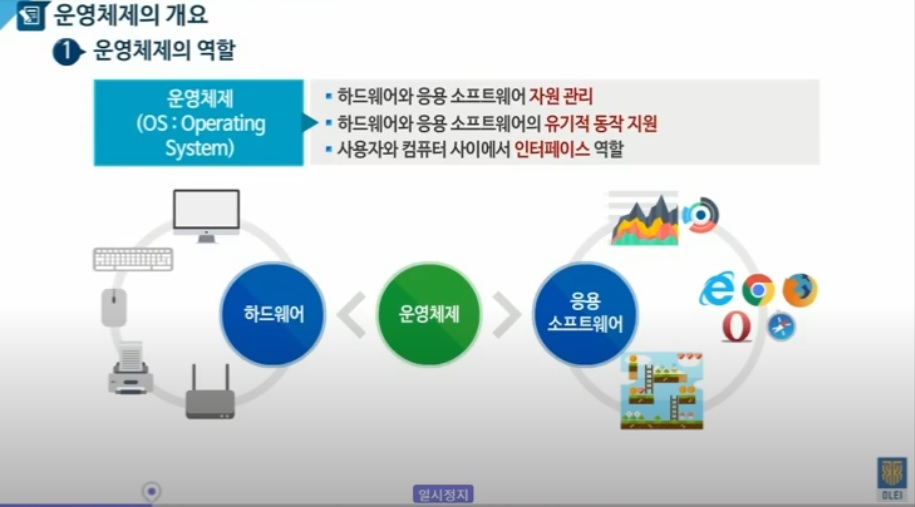 운영체제의 개요
1 운영체제의 역할
운영체제
(OS : Operating
System)
▪ 하드웨어와 응용 소프트웨어 자원 관리
▪ 하드웨어와 응용 소프트웨어의 유기적 동작 지원
▪ 사용자와 컴퓨터 사이에서 인터페이스 역할
하드웨어
운영체제
응용
소프트웨어
일시정지
OLEI